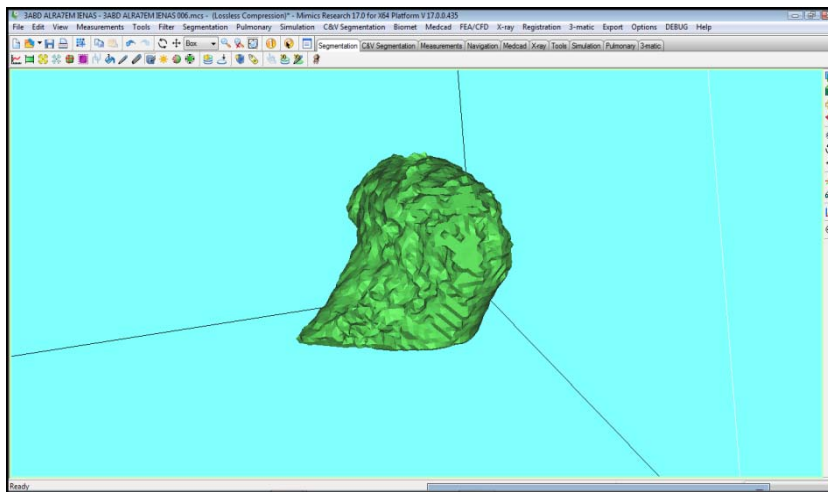 3ABD ALRA7EM IENAS - 3ABD ALRA7EM IENAS 006.mcs - (Lossless Compression)* - Mimics Research 17.0 for X64 Platform V 17.0.0.435
File Edit View Measurements Tools Filter Segmentation Pulmonary Simulation C&V Segmentation Biomet Medcad FEA/CFD X-ray Registration 3-matic Export Options DEBUG Help
Box Segmentation C&V Segmentation Measurements Navigation Medcad X-ray Tools Simulation Pulmonary 3-matic
Ready